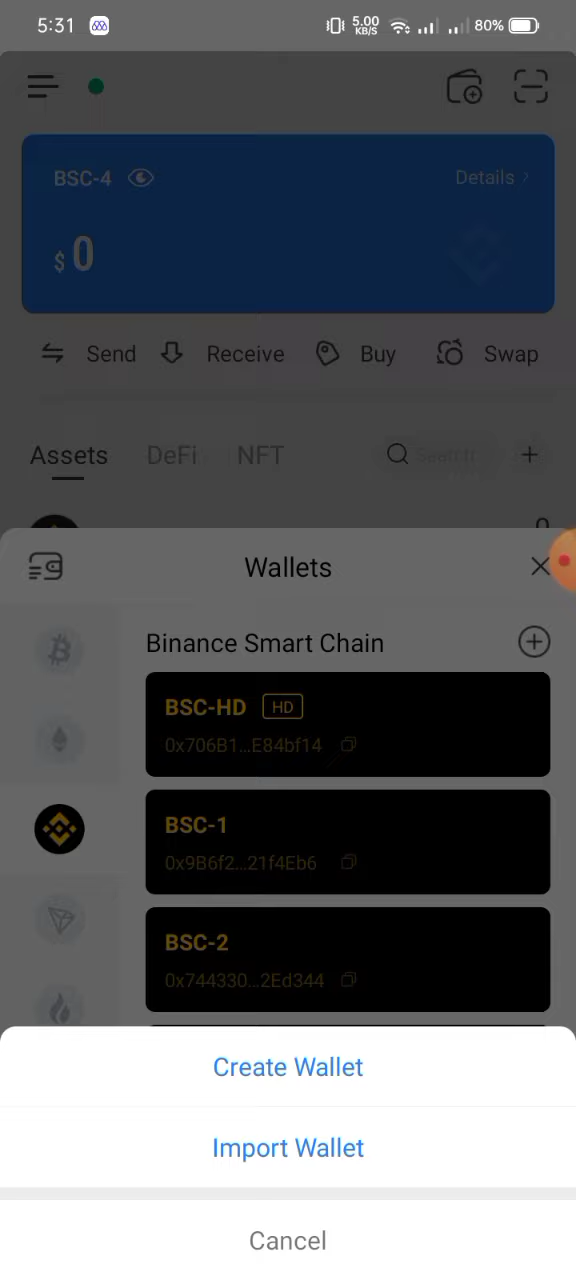 5:31 5.00 KB/S 80%
BSC-4 Details
$ 0
Send Receive Buy Swap
Assets DeFi NFT Search
0
Wallets
Binance Smart Chain
BSC-HD HD
0x706B1...E84bf14
BSC-1
0x9B6f2...21f4Eb6
BSC-2
0x744330...2Ed344
Create Wallet
Import Wallet
Cancel